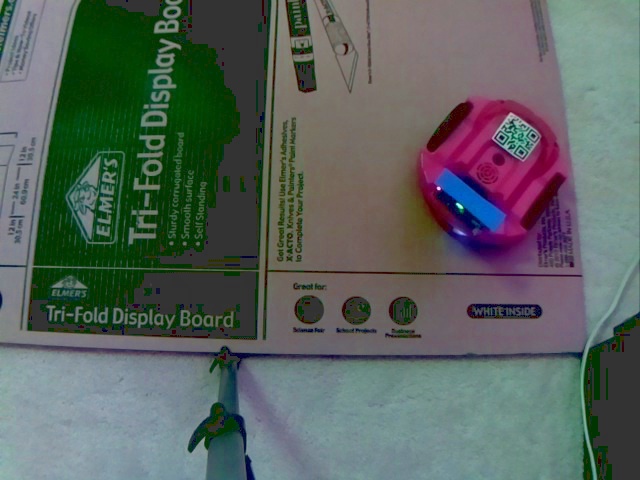 Tri-Fold Display Boa
ELMER'S
• Sturdy corrugated board
• Smooth surface
• Self Standing
Get Great Results! Use Elmer's Adhesives,
X-ACTO Knives & Painters Paint Markers
to Complete Your Project.
ELMER'S
Tri-Fold Display Board
Great for:
Science Fair
School Projects
Business
Presentations
WHITE INSIDE